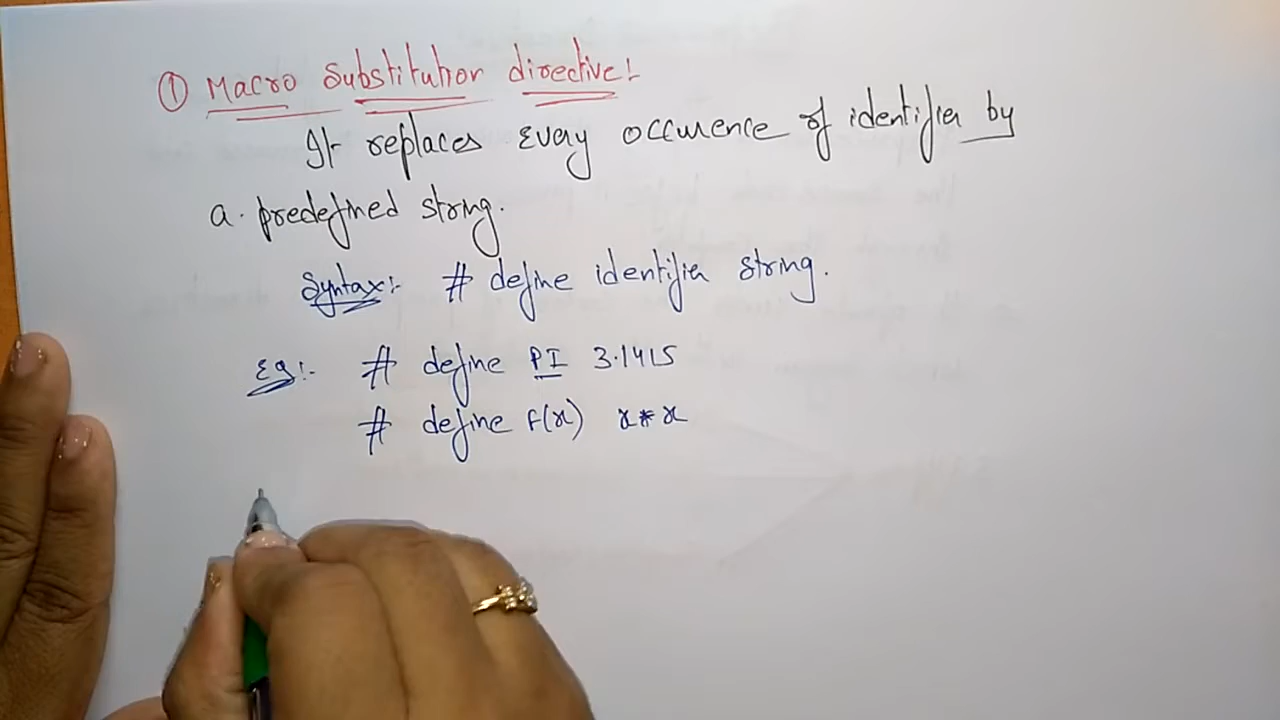 ① Macro Substitution directive:
It replaces Every occurence of identifier by
a predefined string.
Syntax:- # define identifier string.
Eg:- # define PI 3.1415
# define f(x) x*x